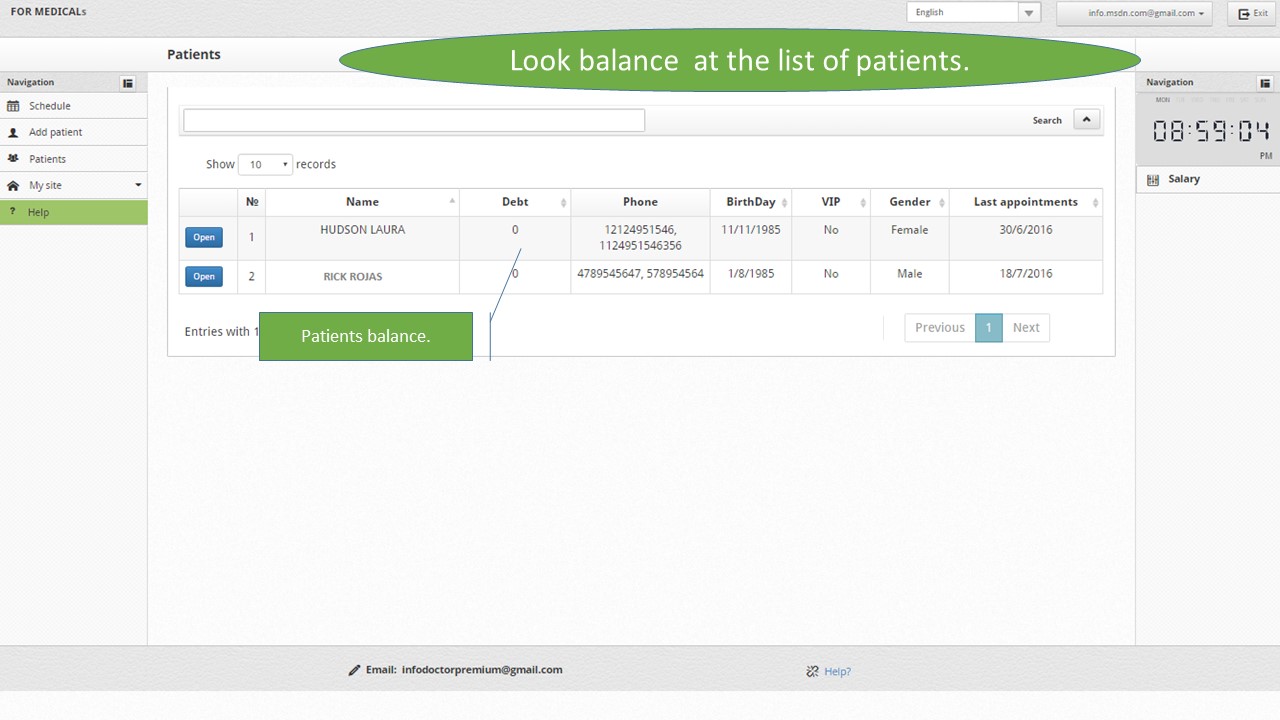 FOR MEDICALs
English
info.msdn.com@gmail.com
Exit
Patients
Look balance at the list of patients.
Navigation
Schedule
Add patient
Patients
My site
? Help
Search
Show 10 records
№ Name Debt Phone BirthDay VIP Gender Last appointments
Open 1 HUDSON LAURA 0 12124951546, 11/11/1985 No Female 30/6/2016
1124951546356
Open 2 RICK ROJAS 0 4789545647, 578954564 1/8/1985 No Male 18/7/2016
Entries with 1
Patients balance.
Previous 1 Next
Navigation
MON
08:59:04
PM
Salary
Email: infodoctorpremium@gmail.com
Help?